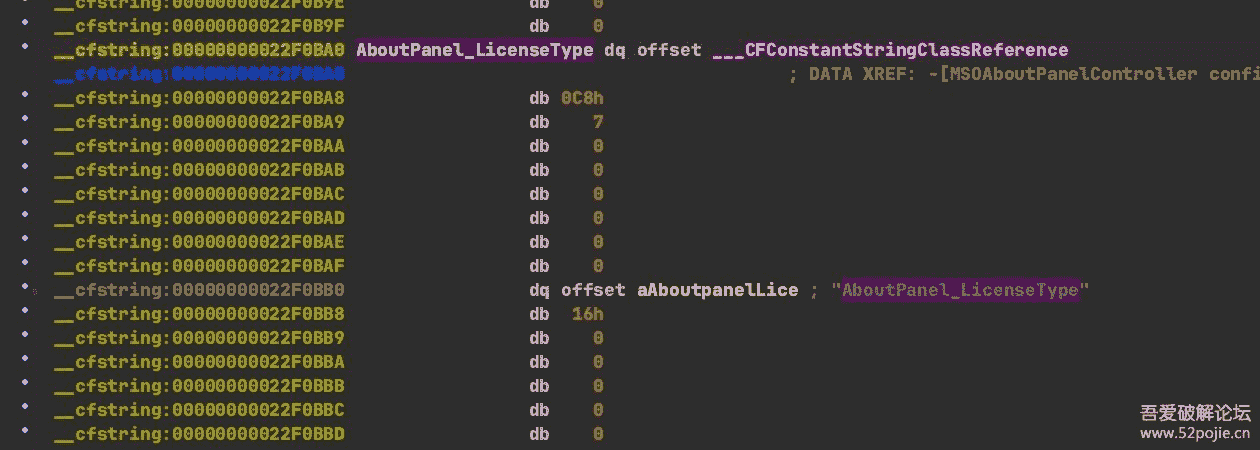 __cfstring:00000000022F0B9E db 0
__cfstring:00000000022F0B9F db 0
__cfstring:00000000022F0BA0 AboutPanel_LicenseType dq offset ___CFConstantStringClassReference
__cfstring:00000000022F0BA0 ; DATA XREF: -[MSOAboutPanelController confi
__cfstring:00000000022F0BA8 db 0C8h
__cfstring:00000000022F0BA9 db 7
__cfstring:00000000022F0BAA db 0
__cfstring:00000000022F0BAB db 0
__cfstring:00000000022F0BAC db 0
__cfstring:00000000022F0BAD db 0
__cfstring:00000000022F0BAE db 0
__cfstring:00000000022F0BAF db 0
__cfstring:00000000022F0BB0 dq offset aAboutpanelLice ; "AboutPanel_LicenseType"
__cfstring:00000000022F0BB8 db 16h
__cfstring:00000000022F0BB9 db 0
__cfstring:00000000022F0BBA db 0
__cfstring:00000000022F0BBB db 0
__cfstring:00000000022F0BBC db 0
__cfstring:00000000022F0BBD db 0
吾爱破解论坛
www.52pojie.cn